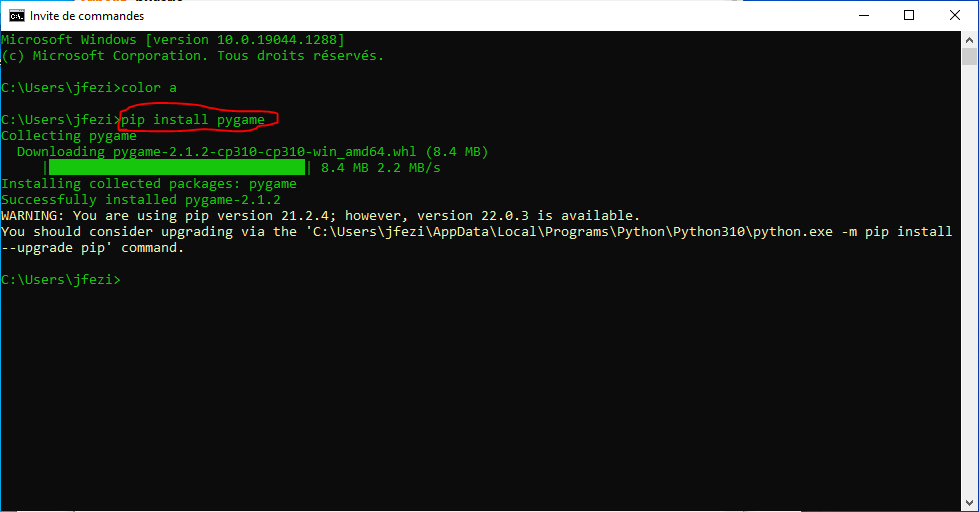 Invite de commandes
Microsoft Windows [version 10.0.19044.1288]
(c) Microsoft Corporation. Tous droits réservés.
C:\Users\jfezi>color a
C:\Users\jfezi>pip install pygame
Collecting pygame
Downloading pygame-2.1.2-cp310-cp310-win_amd64.whl (8.4 MB)
| | 8.4 MB 2.2 MB/s
Installing collected packages: pygame
Successfully installed pygame-2.1.2
WARNING: You are using pip version 21.2.4; however, version 22.0.3 is available.
You should consider upgrading via the 'C:\Users\jfezi\AppData\Local\Programs\Python\Python310\python.exe -m pip install
--upgrade pip' command.
C:\Users\jfezi>